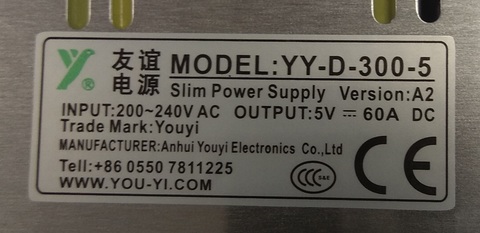 友谊 MODEL:YY-D-300-5
电源 Slim Power Supply Version:A2
INPUT:200~240V AC OUTPUT:5V ⎓ 60A DC
Trade Mark:Youyi
MANUFACTURER:Anhui Youyi Electronics Co.,Ltd
Tell:+86 0550 7811225
WWW.YOU-YI.COM
CCC S&E CE